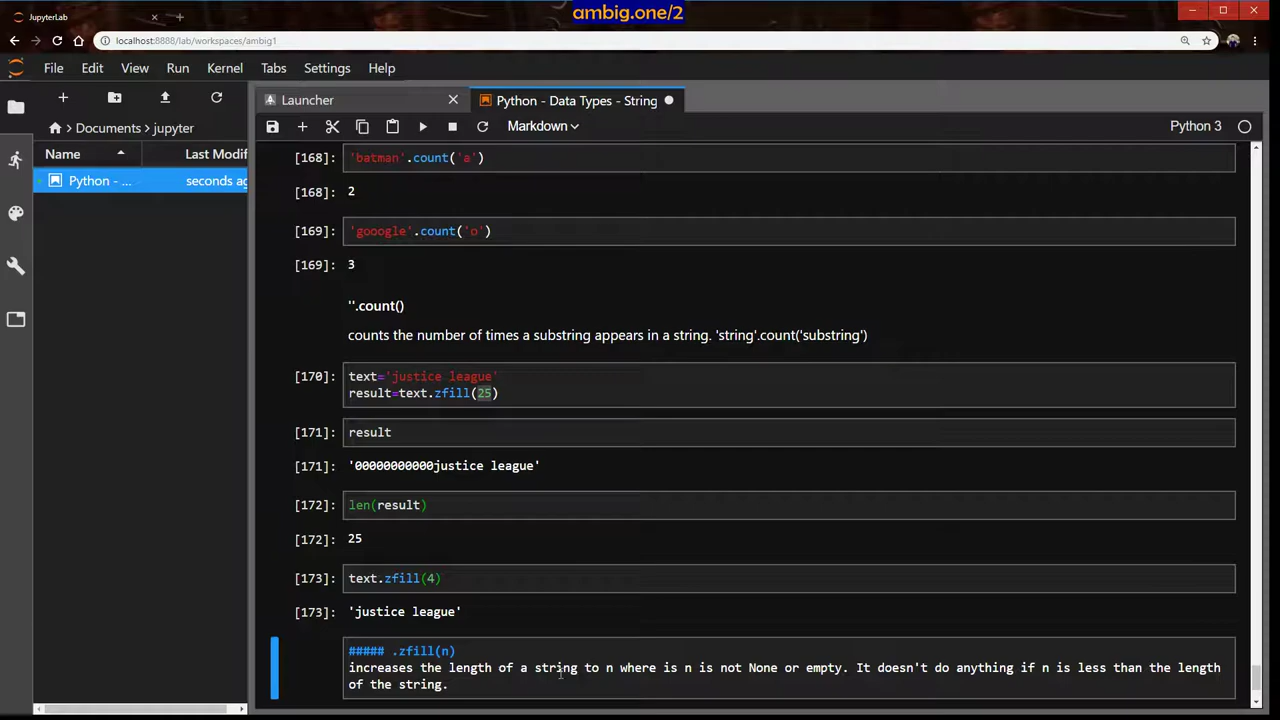 ambig.one/2
JupyterLab
localhost:8888/lab/workspaces/ambig1
File Edit View Run Kernel Tabs Settings Help
Launcher
Python - Data Types - String
Documents > jupyter
Markdown
Python 3
Name Last Modif
Python - ... seconds ag
[168]: 'batman'.count('a')
[168]: 2
[169]: 'gooogle'.count('o')
[169]: 3
''.count()
counts the number of times a substring appears in a string. 'string'.count('substring')
[170]: text='justice league'
result=text.zfill(25)
[171]: result
[171]: '00000000000justice league'
[172]: len(result)
[172]: 25
[173]: text.zfill(4)
[173]: 'justice league'
##### .zfill(n)
increases the length of a string to n where is n is not None or empty. It doesn't do anything if n is less than the length
of the string.